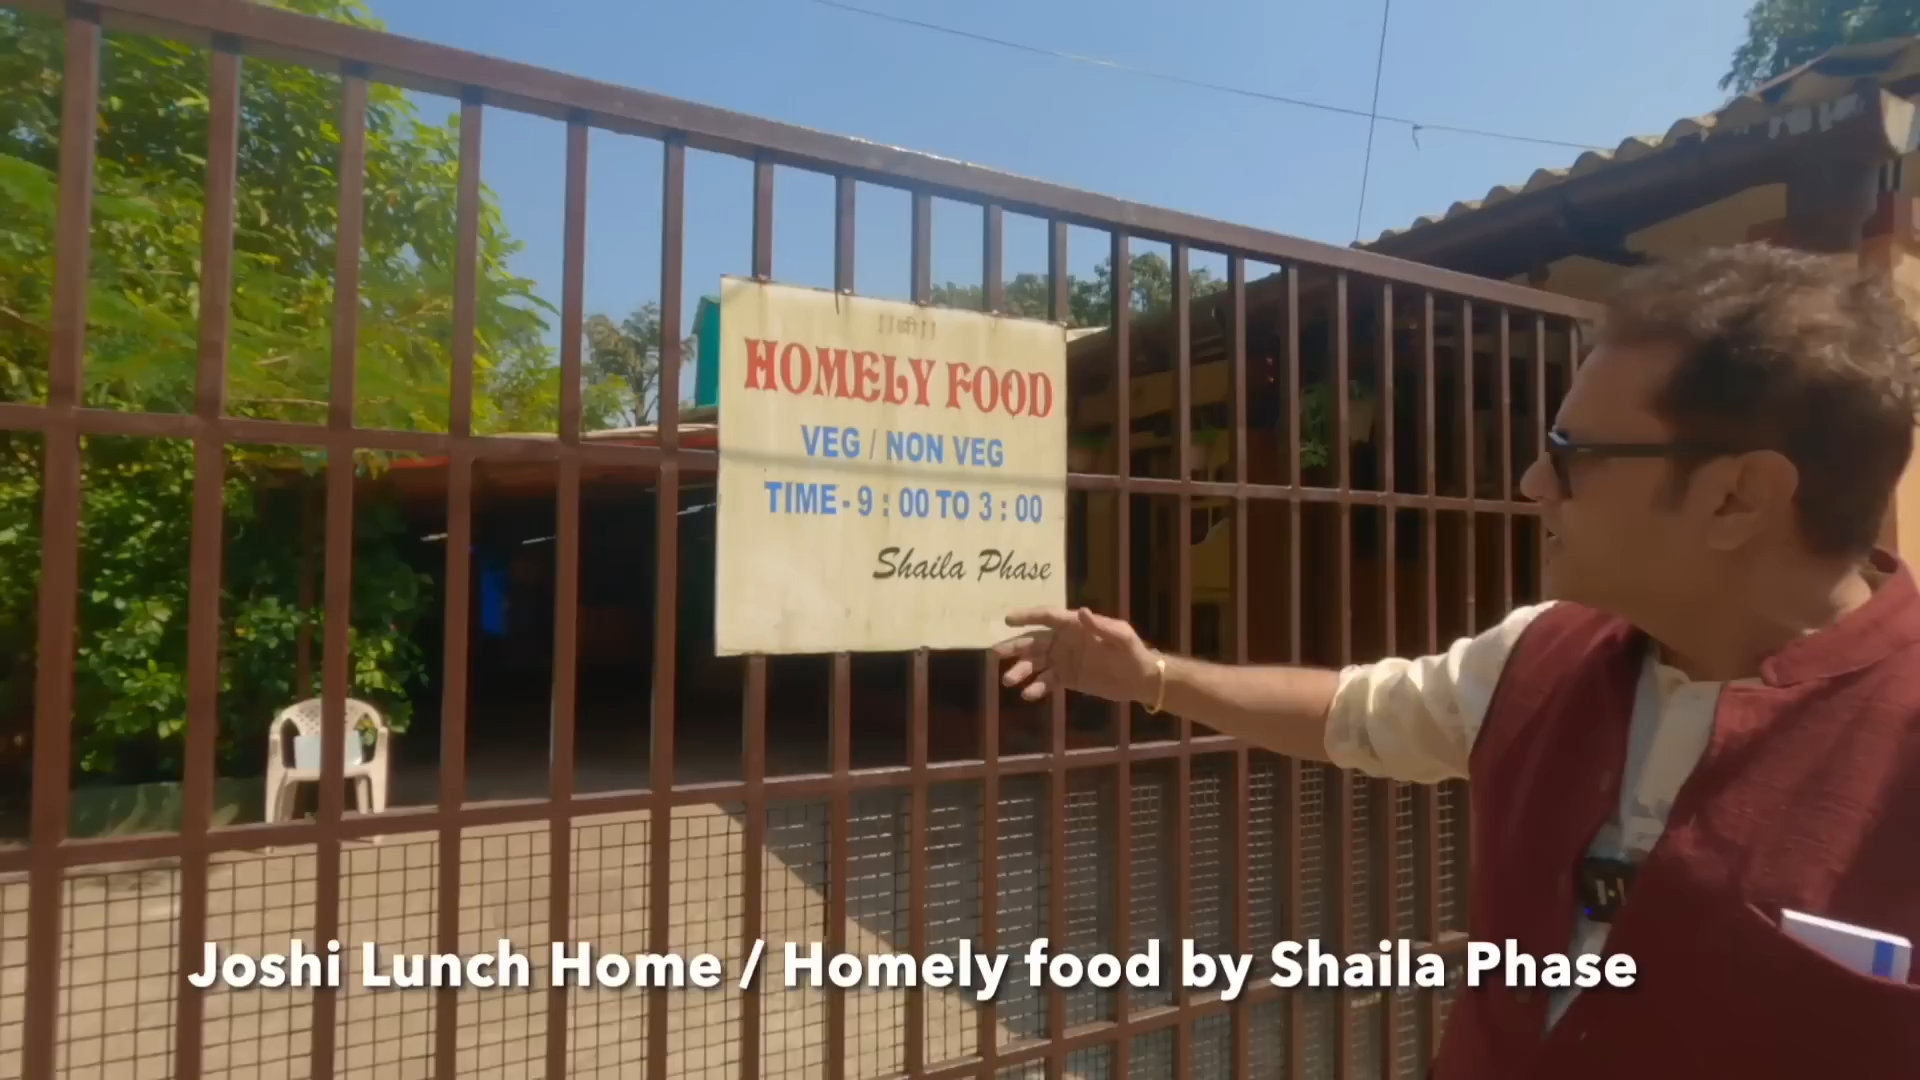 HOMELY FOOD
VEG / NON VEG
TIME - 9 : 00 TO 3 : 00
Shaila Phase
Joshi Lunch Home / Homely food by Shaila Phase